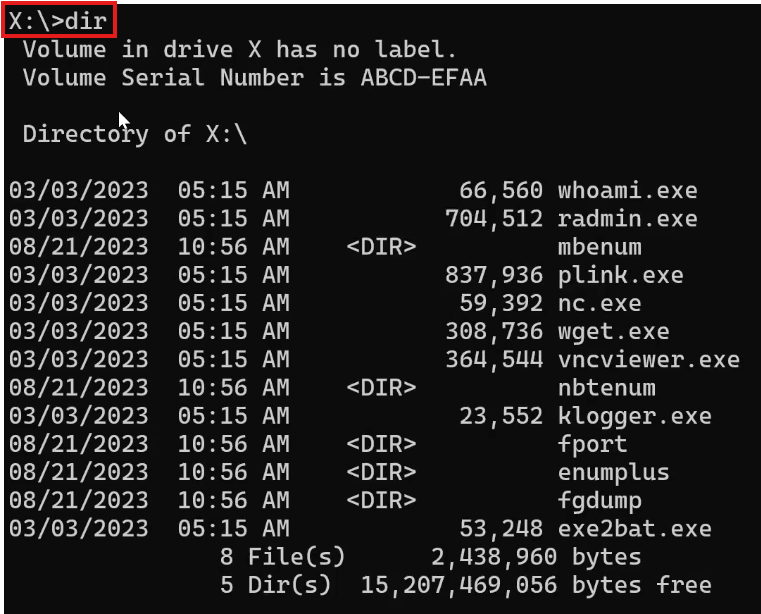 X:\>dir
Volume in drive X has no label.
Volume Serial Number is ABCD-EFAA
Directory of X:\
03/03/2023  05:15 AM            66,560 whoami.exe
03/03/2023  05:15 AM           704,512 radmin.exe
08/21/2023  10:56 AM    <DIR>          mbenum
03/03/2023  05:15 AM           837,936 plink.exe
03/03/2023  05:15 AM            59,392 nc.exe
03/03/2023  05:15 AM           308,736 wget.exe
03/03/2023  05:15 AM           364,544 vncviewer.exe
08/21/2023  10:56 AM    <DIR>          nbtenum
03/03/2023  05:15 AM            23,552 klogger.exe
08/21/2023  10:56 AM    <DIR>          fport
08/21/2023  10:56 AM    <DIR>          enumplus
08/21/2023  10:56 AM    <DIR>          fgdump
03/03/2023  05:15 AM            53,248 exe2bat.exe
8 File(s)      2,438,960 bytes
5 Dir(s)  15,207,469,056 bytes free